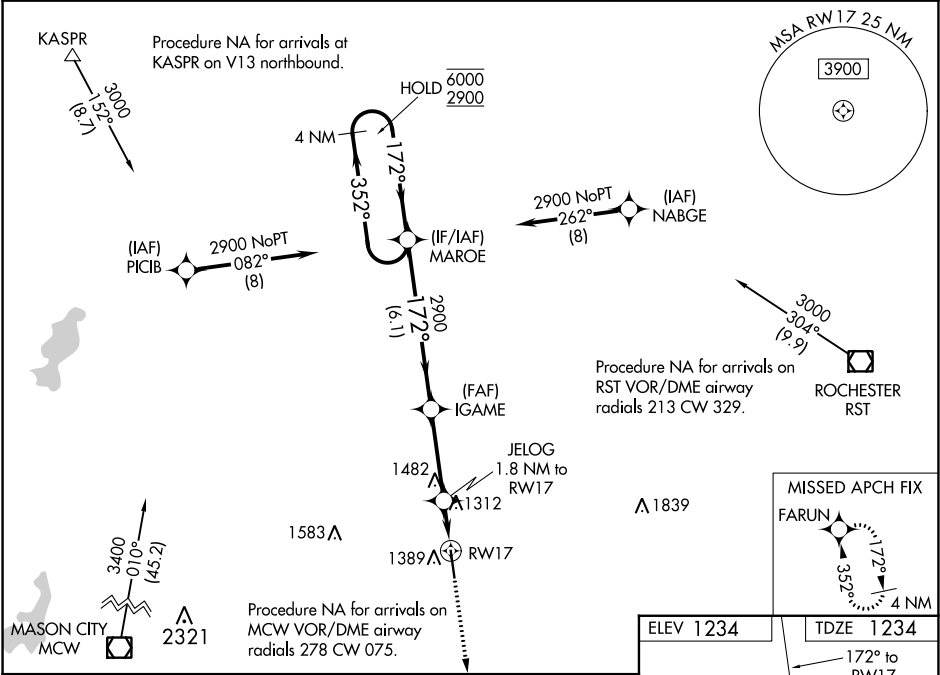 KASPR
3000
152°
(8.7)
Procedure NA for arrivals at
KASPR on V13 northbound.
HOLD 6000
2900
4 NM
172°
352°
MSA RW17 25 NM
3900
(IAF)
PICIB
2900 NoPT
082°
(8)
(IF/IAF)
MAROE
2900 NoPT
262°
(8)
(IAF)
NABGE
2900
172°
(6.1)
3000
304°
(9.9)
ROCHESTER
RST
Procedure NA for arrivals on
RST VOR/DME airway
radials 213 CW 329.
(FAF)
IGAME
JELOG
1.8 NM to
RW17
1482
1312
1839
1583
1389
RW17
3400
010°
(45.2)
MASON CITY
MCW
2321
Procedure NA for arrivals on
MCW VOR/DME airway
radials 278 CW 075.
MISSED APCH FIX
FARUN
172°
352°
4 NM
ELEV 1234
TDZE 1234
172° to
RW17